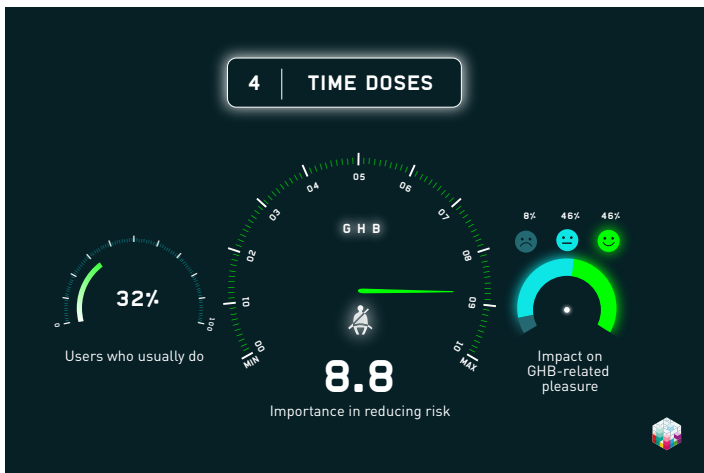 4 | TIME DOSES
05
04
06
03
07
G H B
8% 46% 46%
02
08
32%
01
09
0
100
00
10
MIN
MAX
Users who usually do
8.8
Importance in reducing risk
Impact on
GHB-related
pleasure